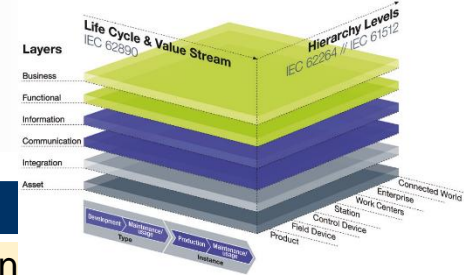 Life Cycle & Value Stream
IEC 62890
Hierarchy Levels
IEC 62264 // IEC 61512
Layers
Business
Functional
Information
Communication
Integration
Asset
Connected World
Enterprise
Work Centers
Station
Control Device
Field Device
Product
Development
Maintenance/
usage
Production
Maintenance/
usage
Type
Instance
n